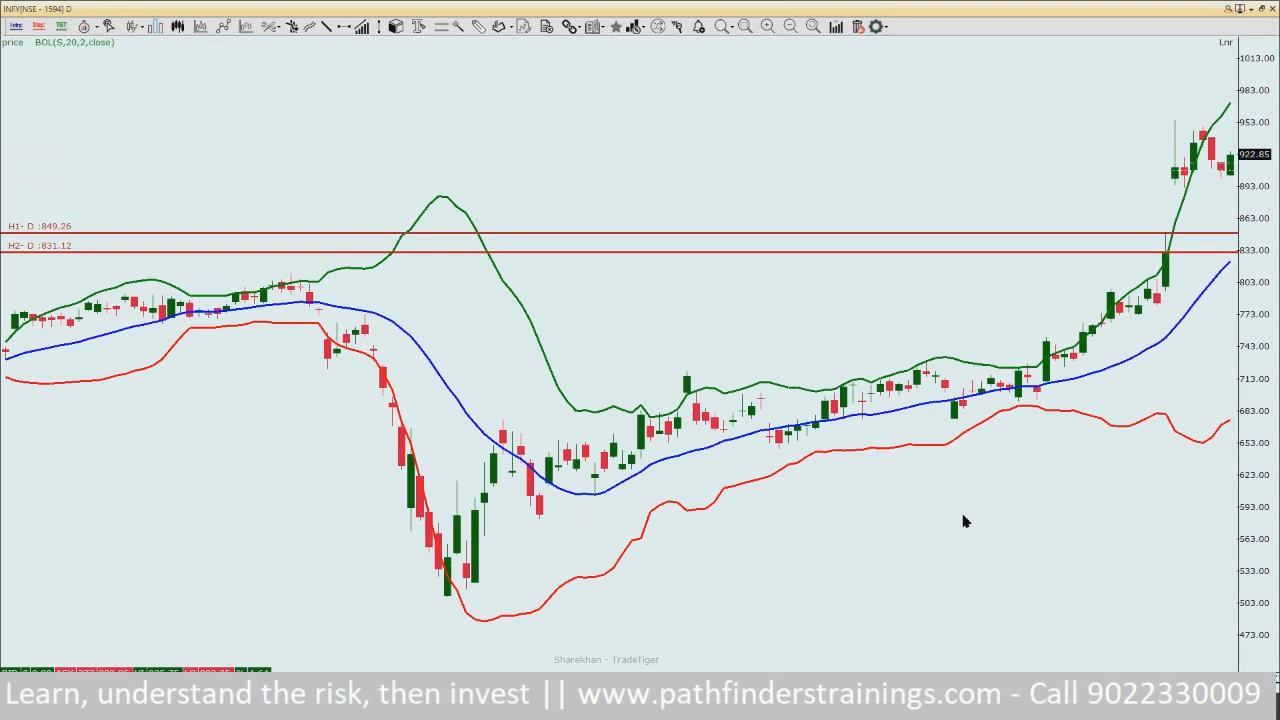 INFY[NSE - 1594] D
Entry Stop TGT
price BOL(S,20,2,close)
Lnr
1013.00
983.00
953.00
922.85
893.00
863.00
H1- D :849.26
H2- D :831.12
833.00
803.00
773.00
743.00
713.00
683.00
653.00
623.00
593.00
563.00
533.00
503.00
473.00
Sharekhan - TradeTiger
Learn, understand the risk, then invest || www.pathfinderstrainings.com - Call 9022330009